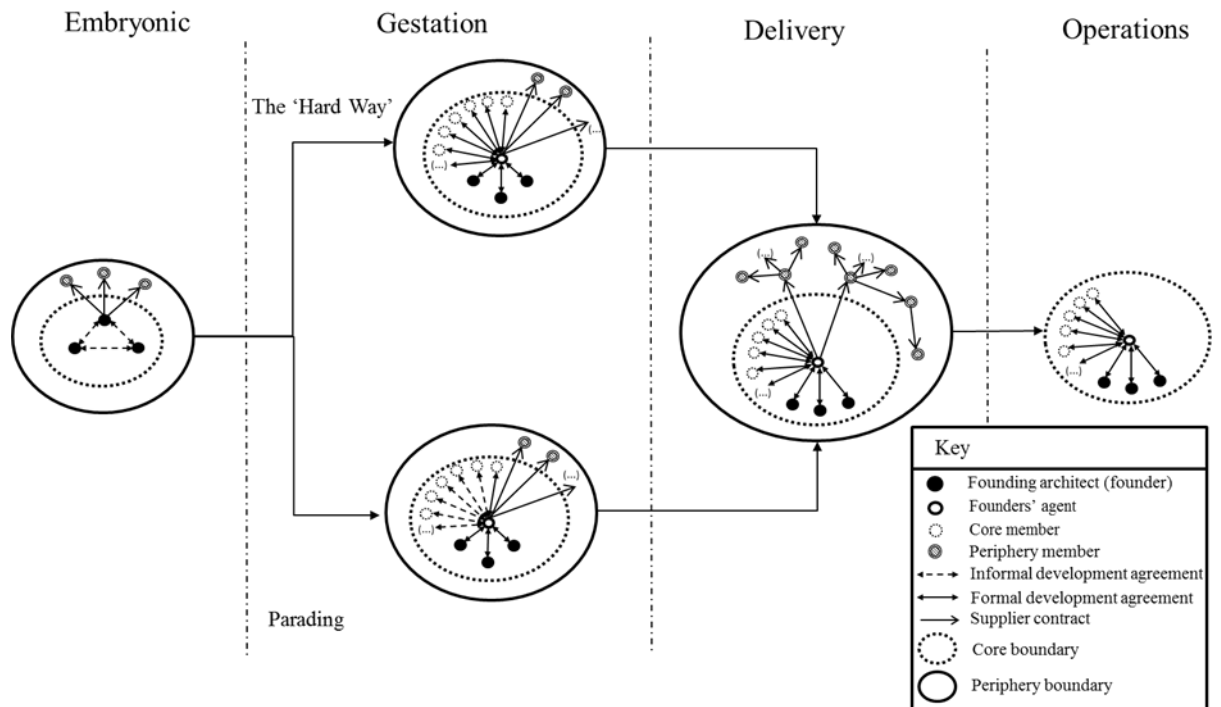 Embryonic
Gestation
Delivery
Operations
The 'Hard Way'
(...
(...)
(...)
(...)
(...)
(...)
(...)
(...)
Parading
Key
Founding architect (founder)
Founders' agent
Core member
Periphery member
Informal development agreement
Formal development agreement
Supplier contract
Core boundary
Periphery boundary